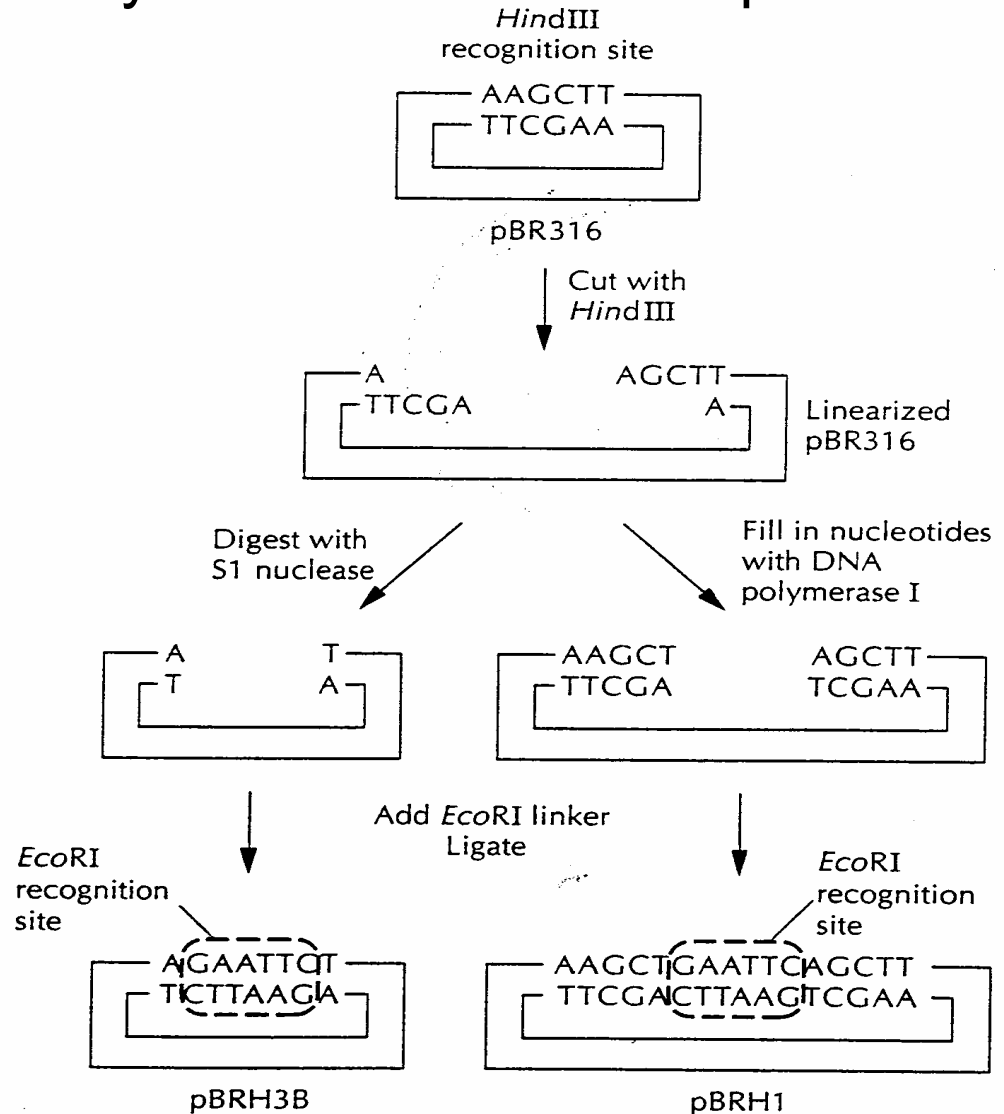 HindIII
recognition site
AAGCTT
TTCGAA
pBR316
Cut with
HindIII
A
TTCGA
AGCTT
A
Linearized
pBR316
Digest with
S1 nuclease
Fill in nucleotides
with DNA
polymerase I
A
T
T
A
AAGCT
TTCGA
AGCTT
TCGAA
Add EcoRI linker
Ligate
EcoRI
recognition
site
EcoRI
recognition
site
AGAATTCT
TCTTAAGA
AAGCTGAATTCAGCTT
TTCGACTTAAGTCGAA
pBRH3B
pBRH1